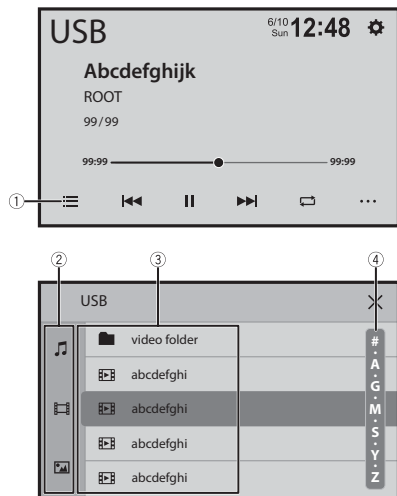 USB
6/10
Sun 12:48
Abcdefghijk
ROOT
99/99
99:99 99:99
①
② ③ ④
USB
video folder
abcdefghi
abcdefghi
abcdefghi
abcdefghi
#
·
A
·
G
·
M
·
S
·
Y
·
Z